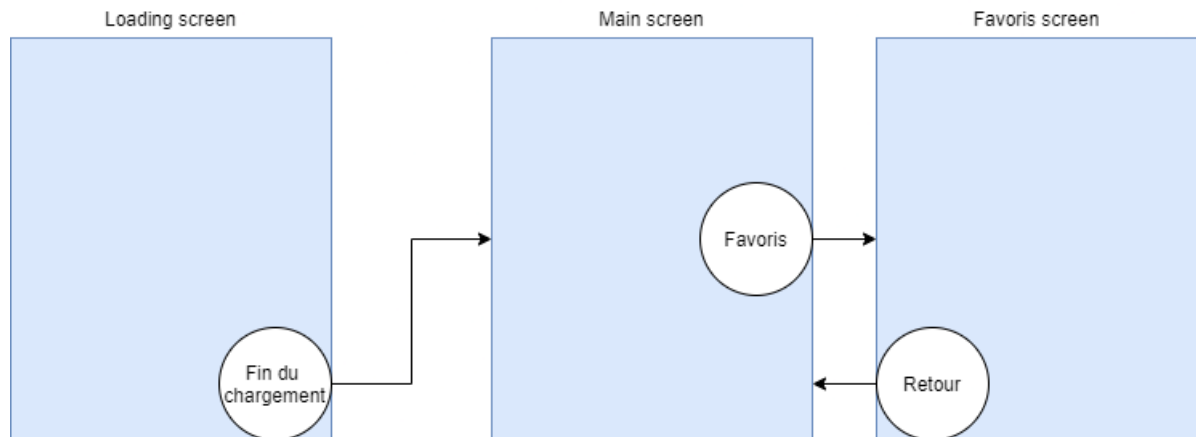 Loading screen
Main screen
Favoris screen
Favoris
Fin du
chargement
Retour